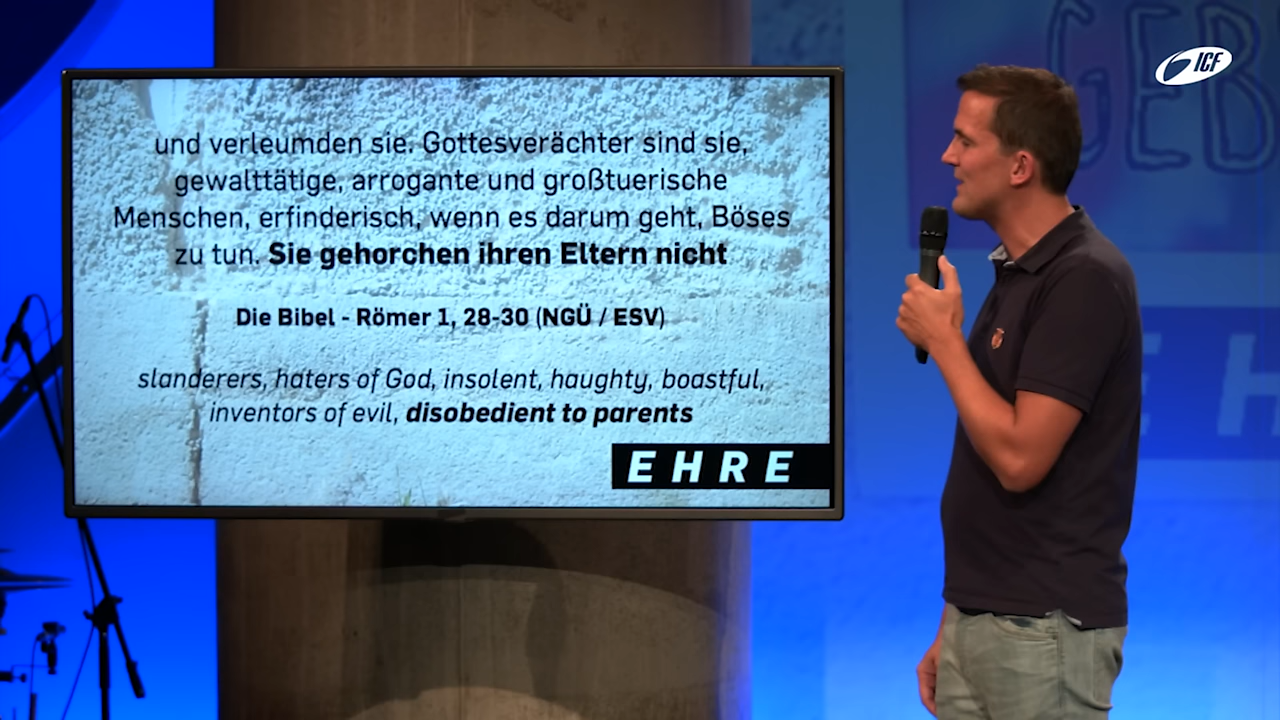 und verleumden sie. Gottesverächter sind sie,
gewalttätige, arrogante und großtuerische
Menschen, erfinderisch, wenn es darum geht, Böses
zu tun. Sie gehorchen ihren Eltern nicht
Die Bibel - Römer 1, 28-30 (NGÜ / ESV)
slanderers, haters of God, insolent, haughty, boastful,
inventors of evil, disobedient to parents
EHRE
ICF
GEB
EH